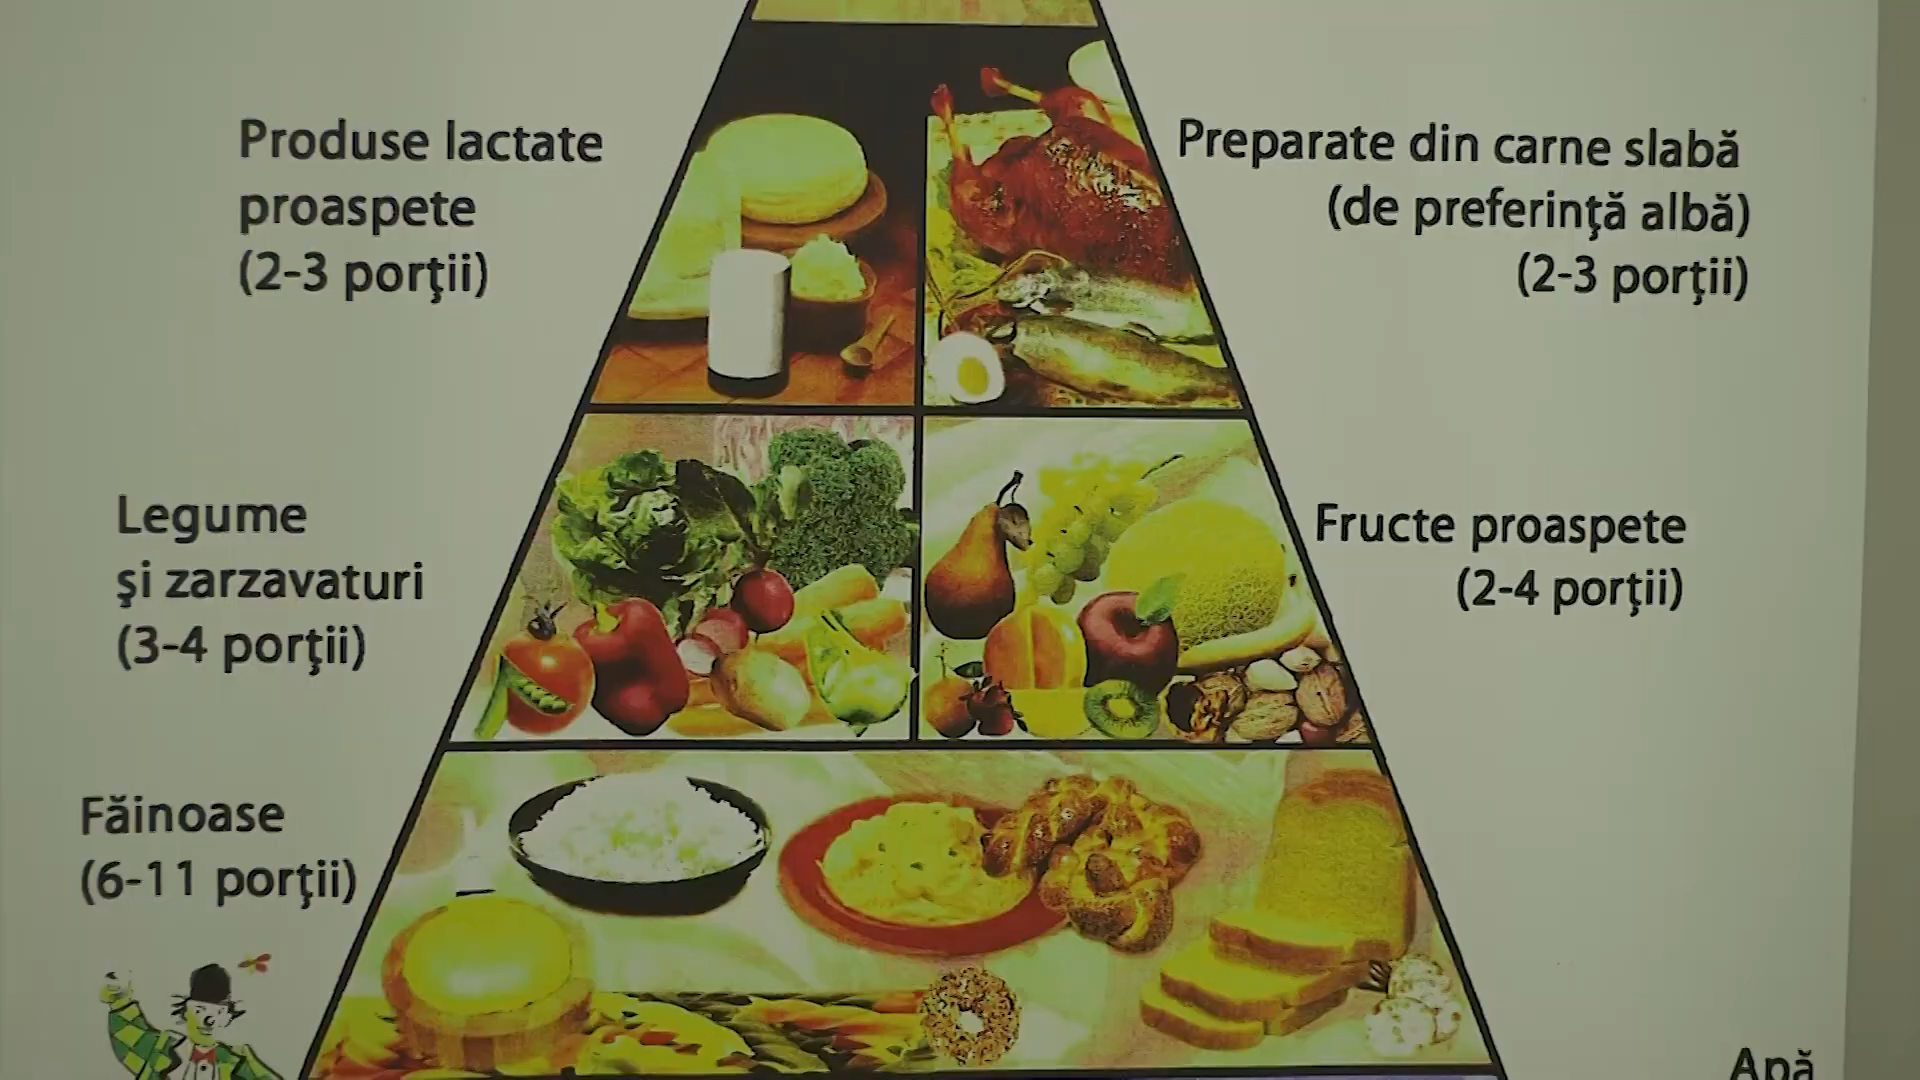 Produse lactate
proaspete
(2-3 porţii)
Preparate din carne slabă
(de preferinţă albă)
(2-3 porţii)
Legume
şi zarzavaturi
(3-4 porţii)
Fructe proaspete
(2-4 porţii)
Făinoase
(6-11 porţii)
Apă